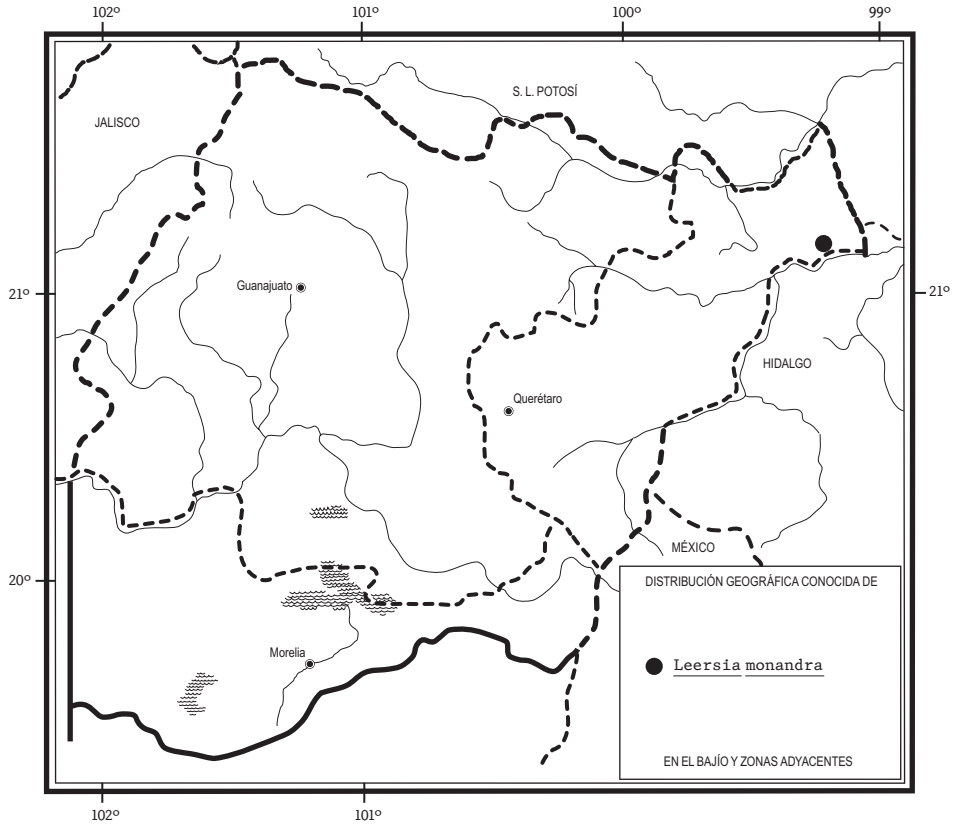 102º 101º 100º 99º
S. L. POTOSÍ
JALISCO
Guanajuato
21º 21º
HIDALGO
Querétaro
MÉXICO
20º
DISTRIBUCIÓN GEOGRÁFICA CONOCIDA DE
Morelia
Leersia monandra
EN EL BAJÍO Y ZONAS ADYACENTES
102º 101º